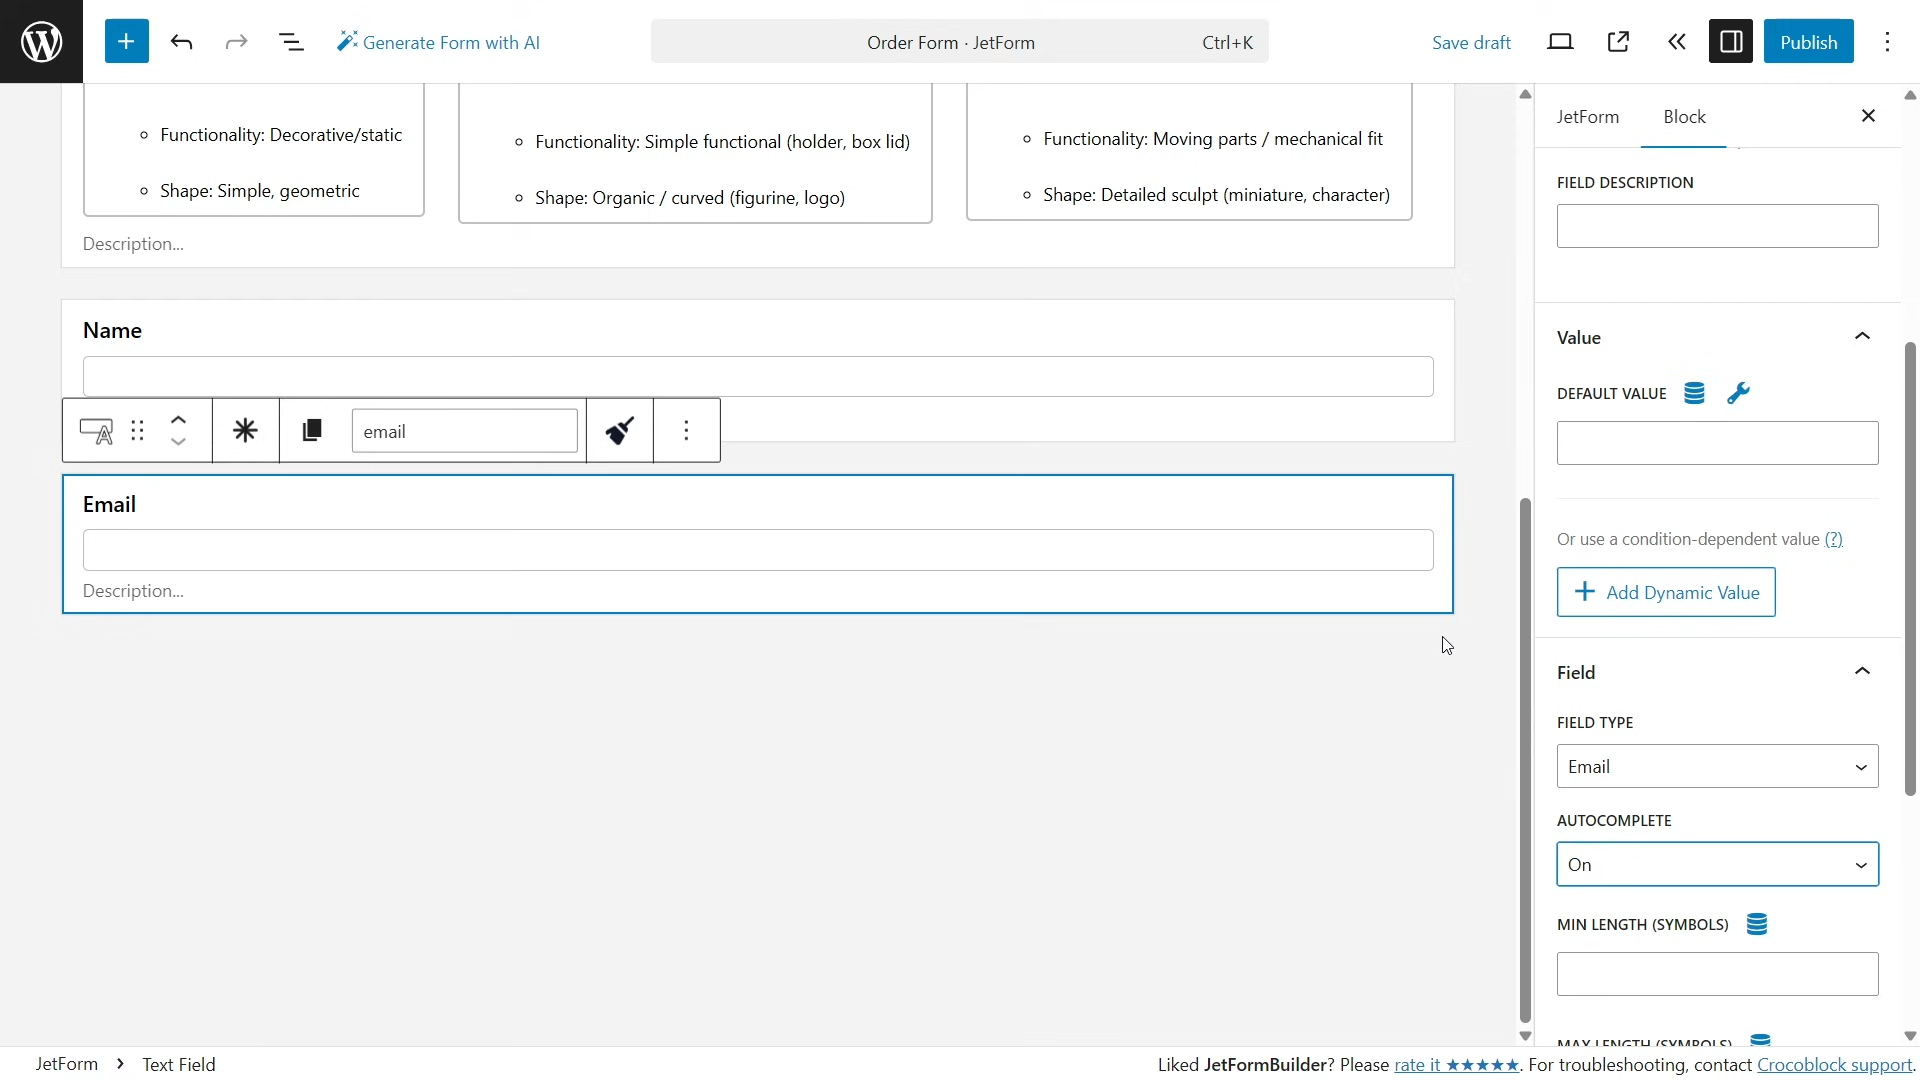 Generate Form with AI
Order Form · JetForm
Ctrl+K
Save draft
Publish
Functionality: Decorative/static
Shape: Simple, geometric
Functionality: Simple functional (holder, box lid)
Shape: Organic / curved (figurine, logo)
Functionality: Moving parts / mechanical fit
Shape: Detailed sculpt (miniature, character)
Description...
Name
email
Email
Description...
JetForm
Block
FIELD DESCRIPTION
Value
DEFAULT VALUE
Or use a condition-dependent value (?)
Add Dynamic Value
Field
FIELD TYPE
Email
AUTOCOMPLETE
On
MIN LENGTH (SYMBOLS)
MAX LENGTH (SYMBOLS)
JetForm
Text Field
Liked JetFormBuilder? Please rate it ★★★★★. For troubleshooting, contact Crocoblock support.